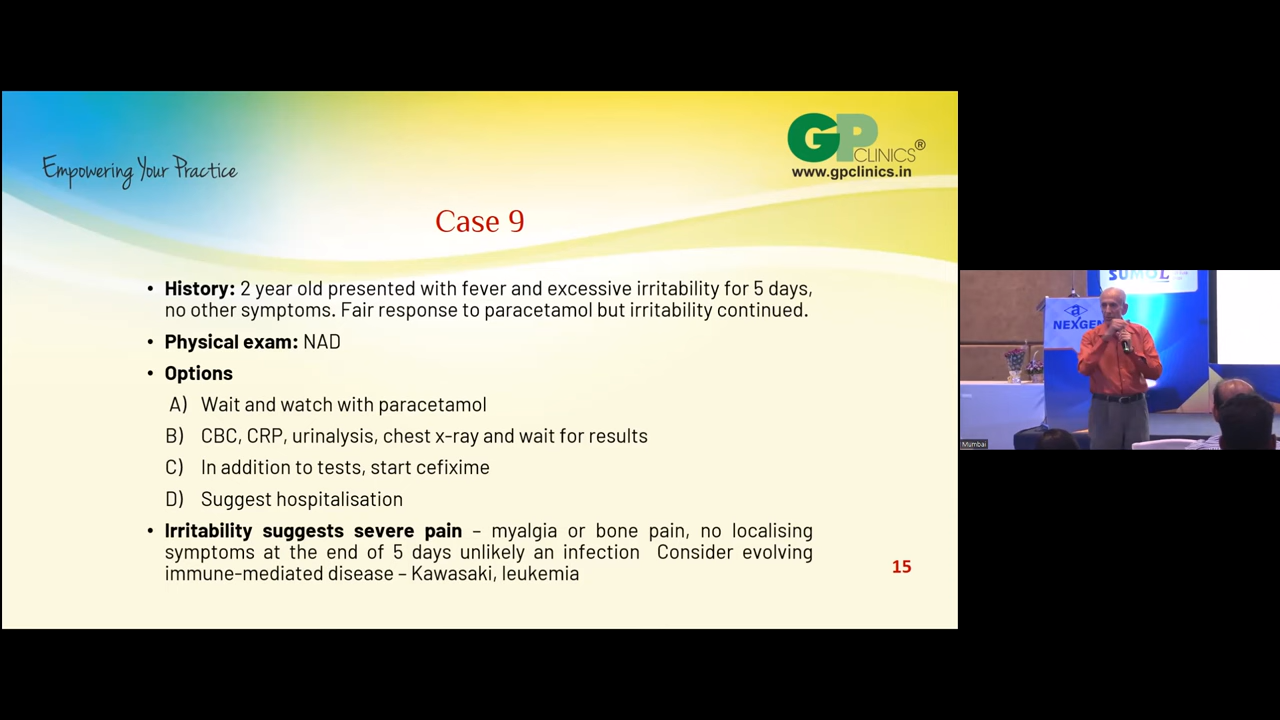 Empowering Your Practice
GP
CLINICS®
www.gpclinics.in
Case 9
• History: 2 year old presented with fever and excessive irritability for 5 days,
no other symptoms. Fair response to paracetamol but irritability continued.
• Physical exam: NAD
• Options
A) Wait and watch with paracetamol
B) CBC, CRP, urinalysis, chest x-ray and wait for results
C) In addition to tests, start cefixime
D) Suggest hospitalisation
• Irritability suggests severe pain – myalgia or bone pain, no localising
symptoms at the end of 5 days unlikely an infection Consider evolving
immune-mediated disease – Kawasaki, leukemia
15
SUMOL
a
NEXGEN
Mumbai